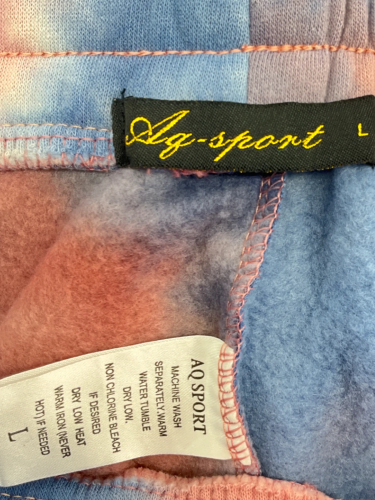 Aq-sport L
AQ SPORT
MACHINE WASH
SEPARATELY.WARM
WATER TUMBLE
DRY LOW.
NON CHLORINE BLEACH
IF DESIRED
DRY LOW HEAT
WARM IRON (NEVER
HOT) IF NEEDED
L